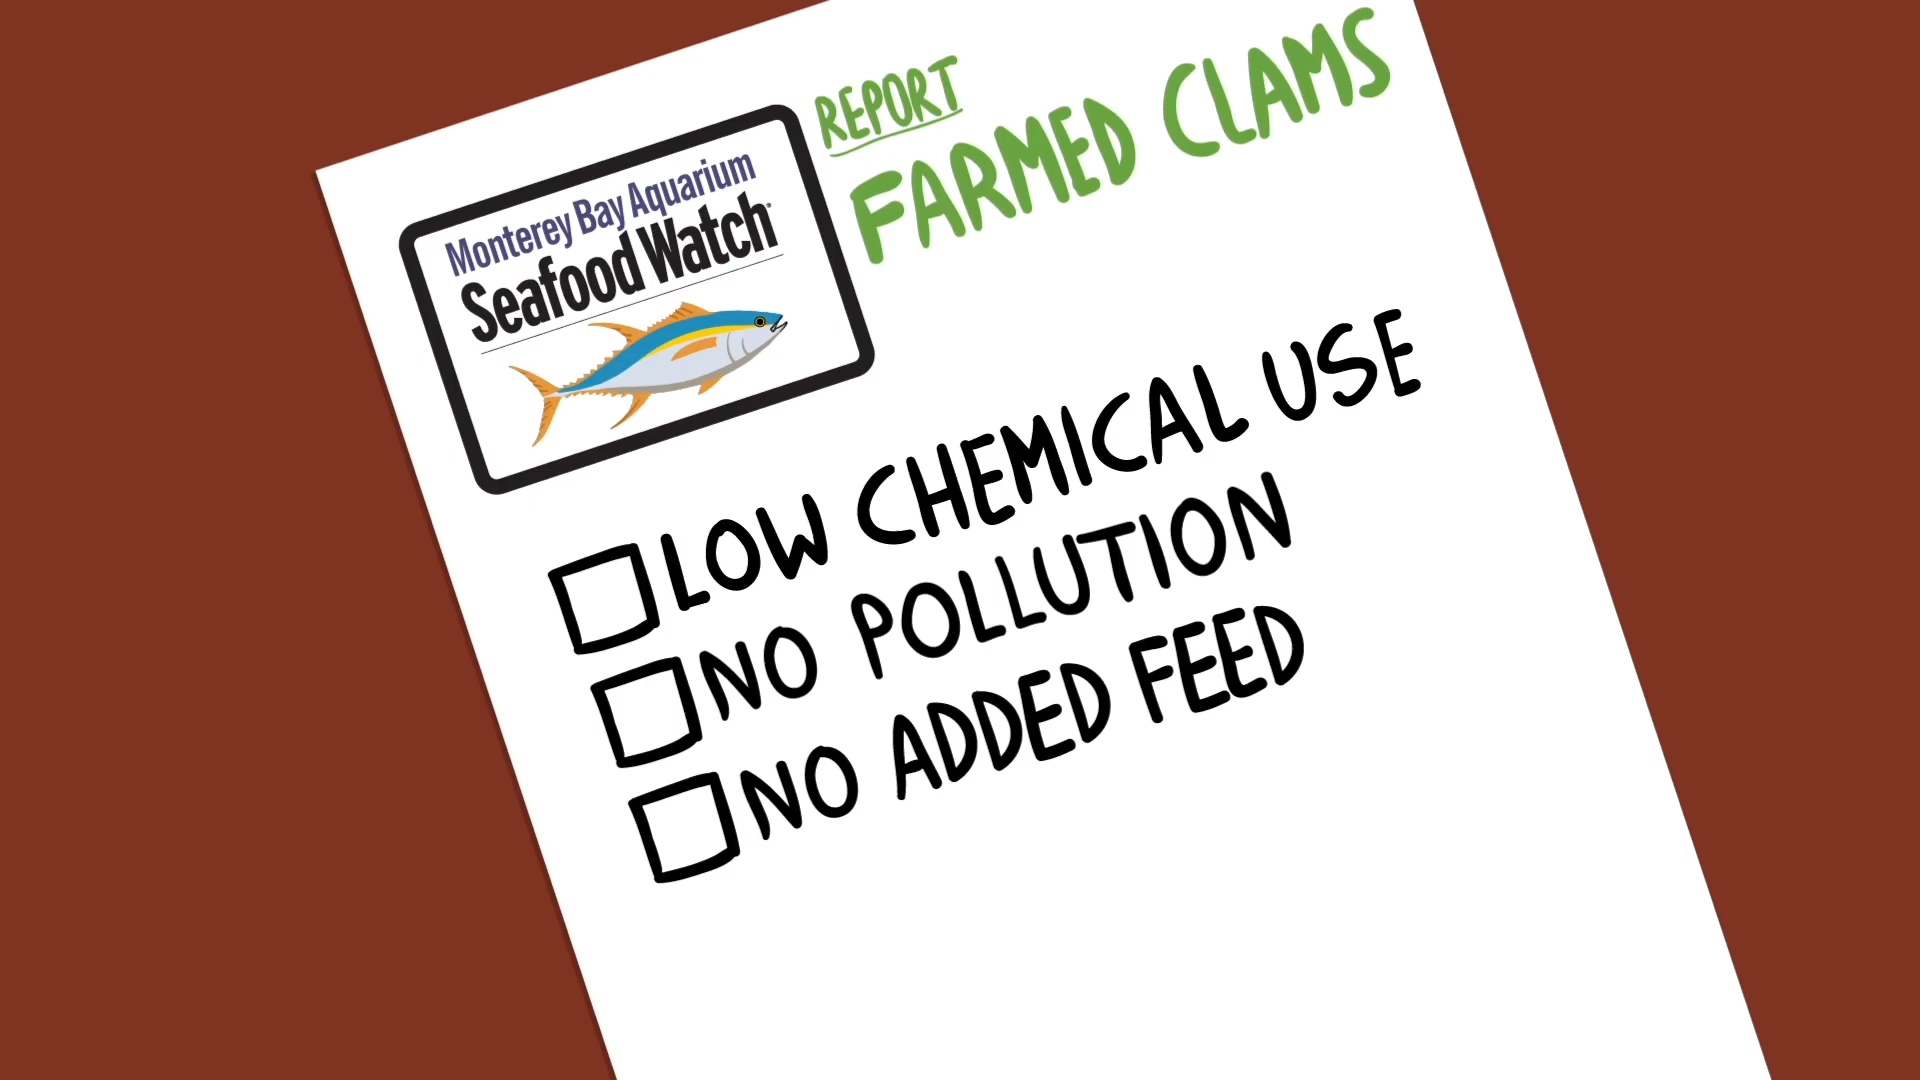 REPORT
FARMED CLAMS
Monterey Bay Aquarium
Seafood Watch
LOW CHEMICAL USE
NO POLLUTION
NO ADDED FEED